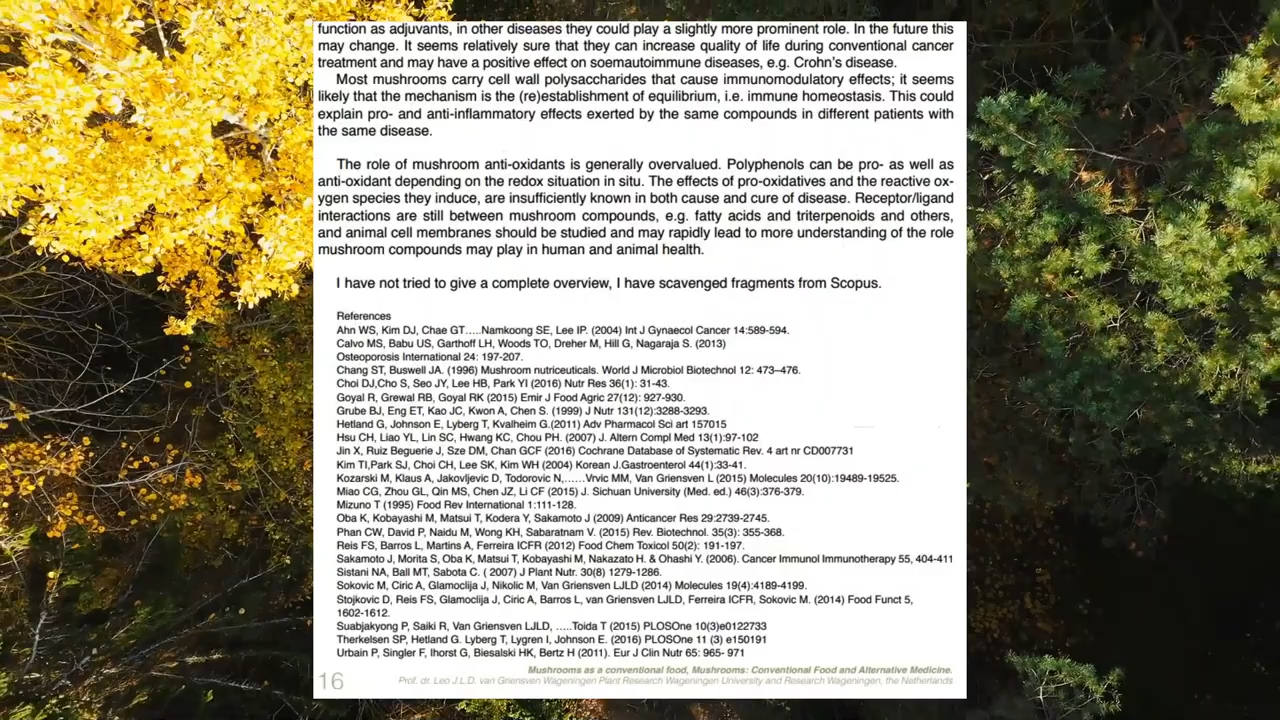 function as adjuvants, in other diseases they could play a slightly more prominent role. In the future this
may change. It seems relatively sure that they can increase quality of life during conventional cancer
treatment and may have a positive effect on soemautoimmune diseases, e.g. Crohn's disease.
Most mushrooms carry cell wall polysaccharides that cause immunomodulatory effects; it seems
likely that the mechanism is the (re)establishment of equilibrium, i.e. immune homeostasis. This could
explain pro- and anti-inflammatory effects exerted by the same compounds in different patients with
the same disease.
The role of mushroom anti-oxidants is generally overvalued. Polyphenols can be pro- as well as
anti-oxidant depending on the redox situation in situ. The effects of pro-oxidatives and the reactive ox-
ygen species they induce, are insufficiently known in both cause and cure of disease. Receptor/ligand
interactions are still between mushroom compounds, e.g. fatty acids and triterpenoids and others,
and animal cell membranes should be studied and may rapidly lead to more understanding of the role
mushroom compounds may play in human and animal health.
I have not tried to give a complete overview, I have scavenged fragments from Scopus.
References
Ahn WS, Kim DJ, Chae GT…..Namkoong SE, Lee IP. (2004) Int J Gynaecol Cancer 14:589-594.
Calvo MS, Babu US, Garthoff LH, Woods TO, Dreher M, Hill G, Nagaraja S. (2013)
Osteoporosis International 24: 197-207.
Chang ST, Buswell JA. (1996) Mushroom nutriceuticals. World J Microbiol Biotechnol 12: 473–476.
Choi DJ,Cho S, Seo JY, Lee HB, Park YI (2016) Nutr Res 36(1): 31-43.
Goyal R, Grewal RB, Goyal RK (2015) Emir J Food Agric 27(12): 927-930.
Grube BJ, Eng ET, Kao JC, Kwon A, Chen S. (1999) J Nutr 131(12):3288-3293.
Hetland G, Johnson E, Lyberg T, Kvalheim G.(2011) Adv Pharmacol Sci art 157015
Hsu CH, Liao YL, Lin SC, Hwang KC, Chou PH. (2007) J. Altern Compl Med 13(1):97-102
Jin X, Ruiz Beguerie J, Sze DM, Chan GCF (2016) Cochrane Database of Systematic Rev. 4 art nr CD007731
Kim TI,Park SJ, Choi CH, Lee SK, Kim WH (2004) Korean J.Gastroenterol 44(1):33-41.
Kozarski M, Klaus A, Jakovljevic D, Todorovic N,……Vrvic MM, Van Griensven L (2015) Molecules 20(10):19489-19525.
Miao CG, Zhou GL, Qin MS, Chen JZ, Li CF (2015) J. Sichuan University (Med. ed.) 46(3):376-379.
Mizuno T (1995) Food Rev International 1:111-128.
Oba K, Kobayashi M, Matsui T, Kodera Y, Sakamoto J (2009) Anticancer Res 29:2739-2745.
Phan CW, David P, Naidu M, Wong KH, Sabaratnam V. (2015) Rev. Biotechnol. 35(3): 355-368.
Reis FS, Barros L, Martins A, Ferreira ICFR (2012) Food Chem Toxicol 50(2): 191-197.
Sakamoto J, Morita S, Oba K, Matsui T, Kobayashi M, Nakazato H. & Ohashi Y. (2006). Cancer Immunol Immunotherapy 55, 404-411
Sistani NA, Ball MT, Sabota C. ( 2007) J Plant Nutr. 30(8) 1279-1286.
Sokovic M, Ciric A, Glamoclija J, Nikolic M, Van Griensven LJLD (2014) Molecules 19(4):4189-4199.
Stojkovic D, Reis FS, Glamoclija J, Ciric A, Barros L, van Griensven LJLD, Ferreira ICFR, Sokovic M. (2014) Food Funct 5,
1602-1612.
Suabjakyong P, Saiki R, Van Griensven LJLD, …..Toida T (2015) PLOSOne 10(3)e0122733
Therkelsen SP, Hetland G. Lyberg T, Lygren I, Johnson E. (2016) PLOSOne 11 (3) e150191
Urbain P, Singler F, Ihorst G, Biesalski HK, Bertz H (2011). Eur J Clin Nutr 65: 965- 971
Mushrooms as a conventional food, Mushrooms: Conventional Food and Alternative Medicine.
16 Prof. dr. Leo J.L.D. van Griensven Wageningen Plant Research Wageningen University and Research Wageningen, the Netherlands